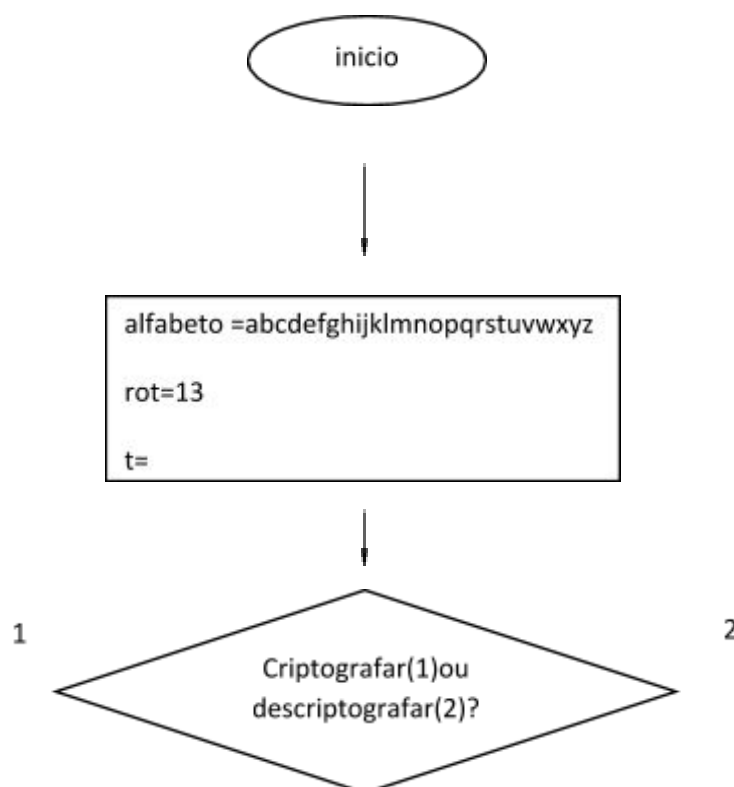 inicio
alfabeto =abcdefghijklmnopqrstuvwxyz
rot=13
t=
1
2
Criptografar(1)ou
descriptografar(2)?